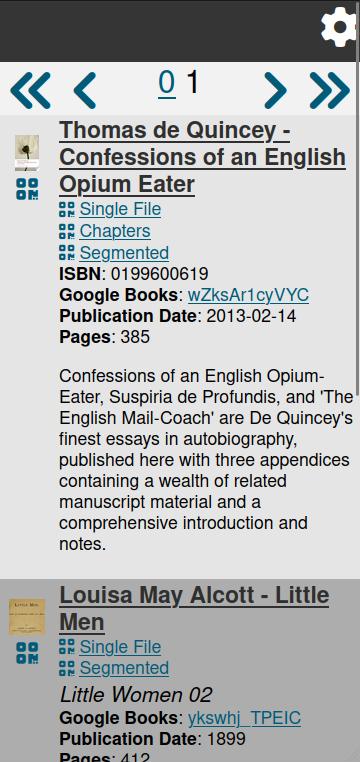 0 1
Thomas de Quincey -
Confessions of an English
Opium Eater
Single File
Chapters
Segmented
ISBN: 0199600619
Google Books: wZksAr1cyVYC
Publication Date: 2013-02-14
Pages: 385
Confessions of an English Opium-
Eater, Suspiria de Profundis, and 'The
English Mail-Coach' are De Quincey's
finest essays in autobiography,
published here with three appendices
containing a wealth of related
manuscript material and a
comprehensive introduction and
notes.
Louisa May Alcott - Little
Men
Single File
Segmented
Little Women 02
Google Books: ykswhj_TPEIC
Publication Date: 1899
Pages: 412